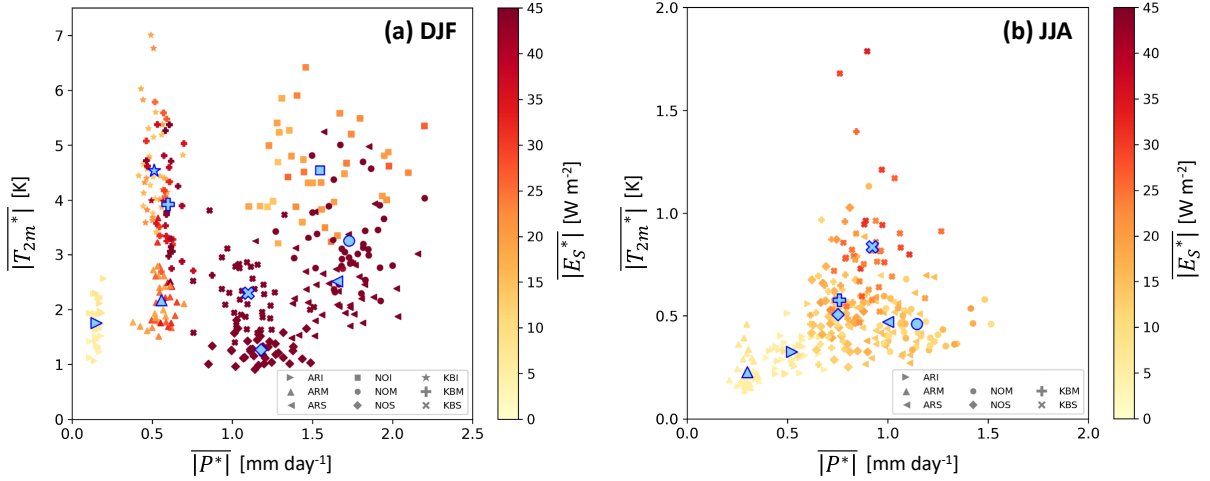 (a) DJF
7
6
5
4
3
2
1
0
|T₂ₘ*| [K]
0.0 0.5 1.0 1.5 2.0 2.5
|P*| [mm day⁻¹]
ARI NOI KBI
ARM NOM KBM
ARS NOS KBS
45
40
35
30
25
20
15
10
5
0
|Eₛ*| [W m⁻²]
(b) JJA
2.0
1.5
1.0
0.5
0.0
|T₂ₘ*| [K]
0.0 0.5 1.0 1.5 2.0
|P*| [mm day⁻¹]
ARI
ARM NOM KBM
ARS NOS KBS
45
40
35
30
25
20
15
10
5
0
|Eₛ*| [W m⁻²]